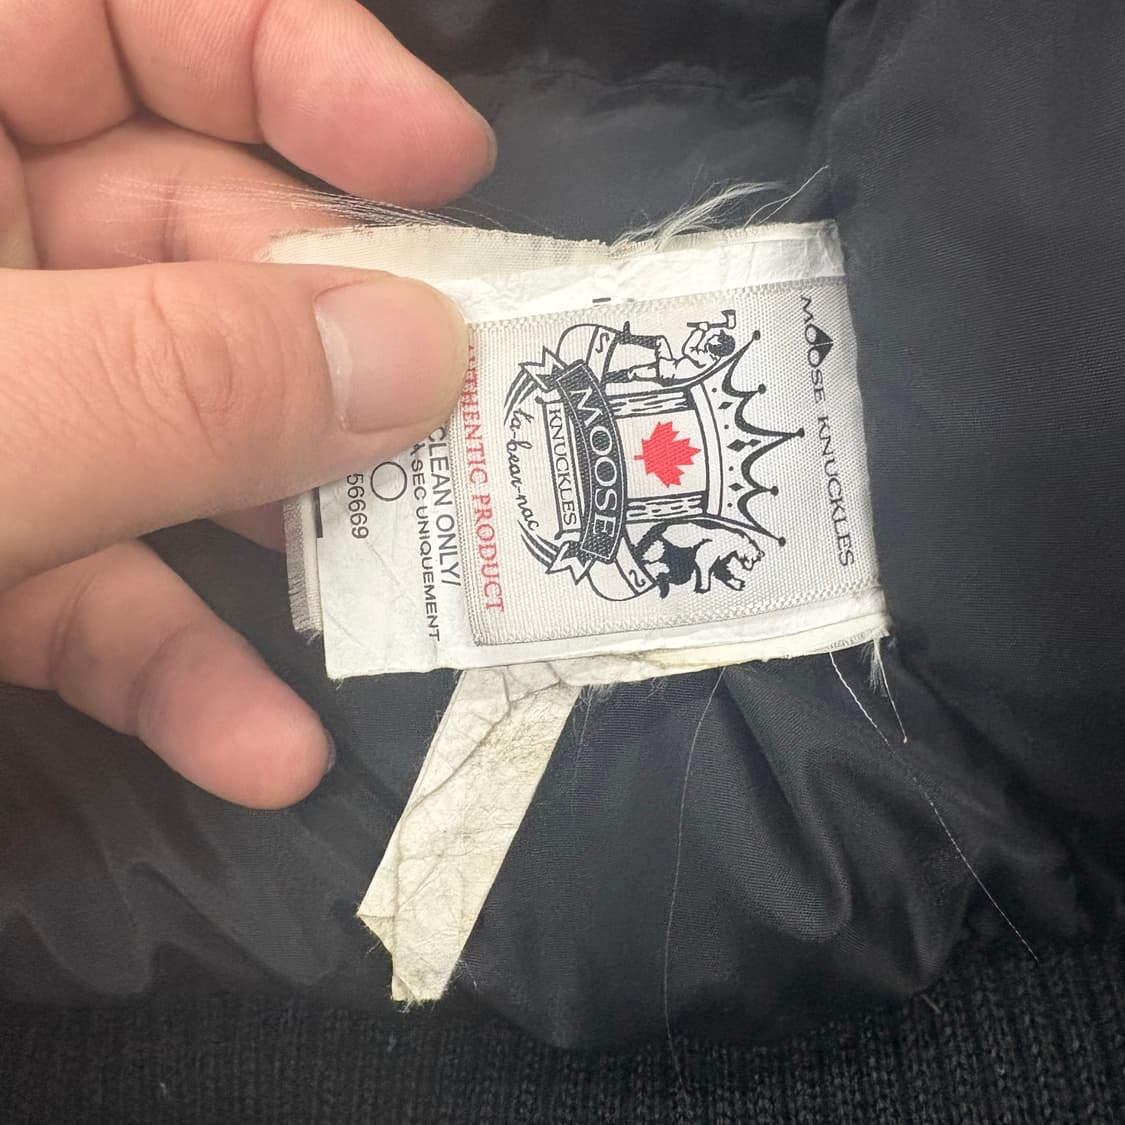 MOOSE KNUCKLES
MOOSE
KNUCKLES
ta-bear-nac
AUTHENTIC PRODUCT
CLEAN ONLY/
SEC UNIQUEMENT
56669